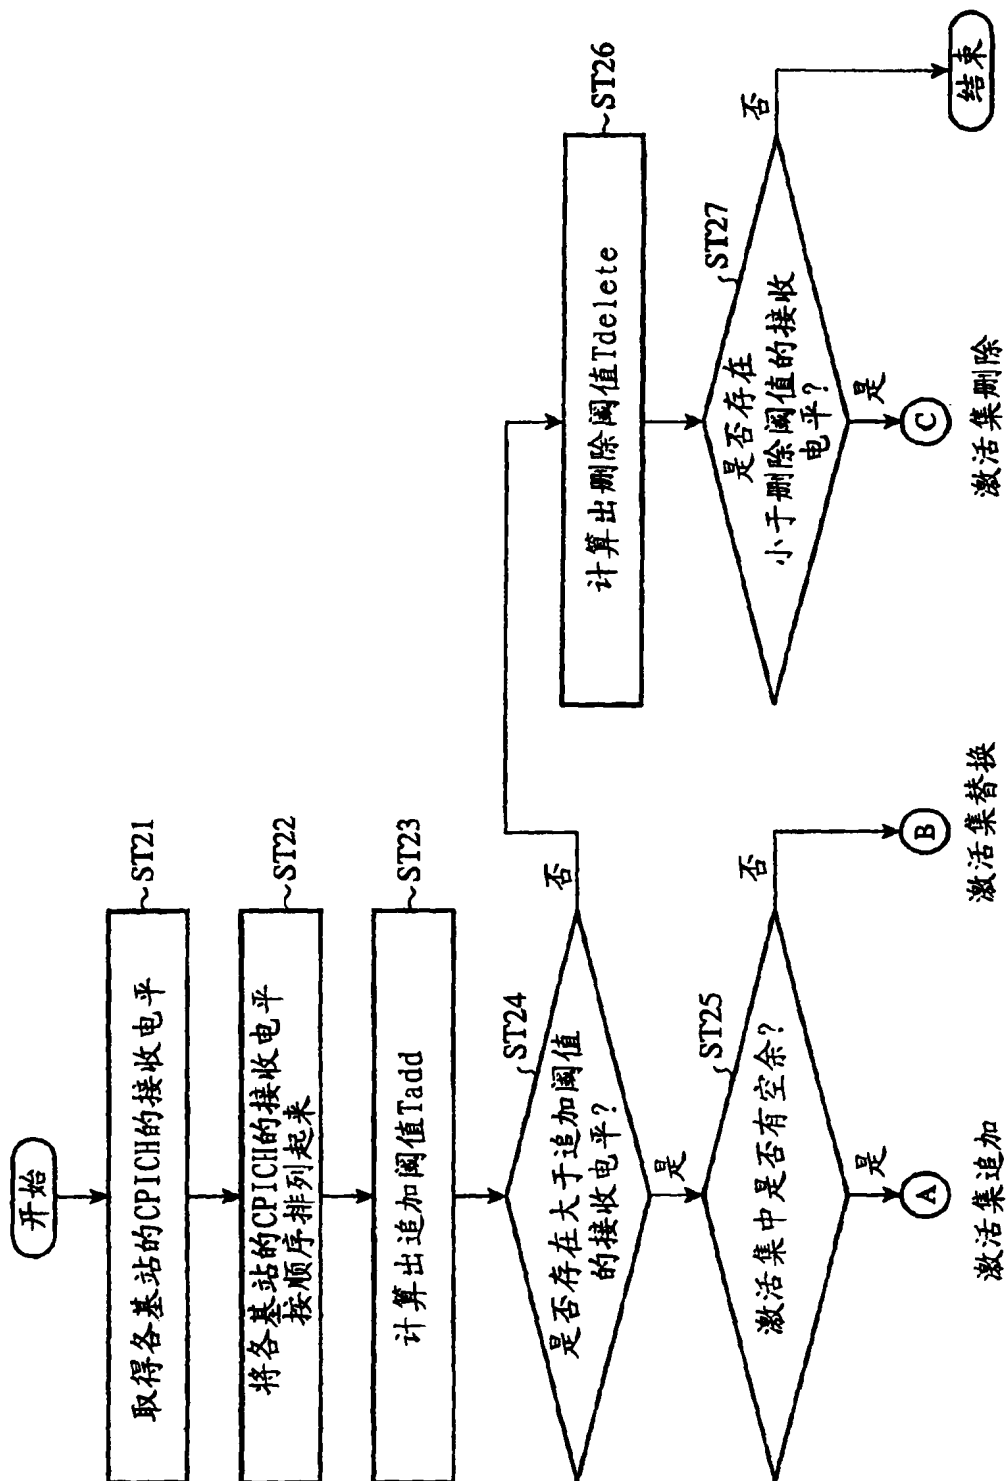 开始
取得各基站的CPICH的接收电平
~ST21
将各基站的CPICH的接收电平
按顺序排列起来
~ST22
计算出追加阈值Tadd
~ST23
ST24
是否存在大于追加阈值
的接收电平?
否
是
ST25
激活集中是否有空余?
否
是
A
激活集追加
B
激活集替换
计算出删除阈值Tdelete
~ST26
ST27
是否存在
小于删除阈值的接收
电平?
否
是
C
激活集删除
结束